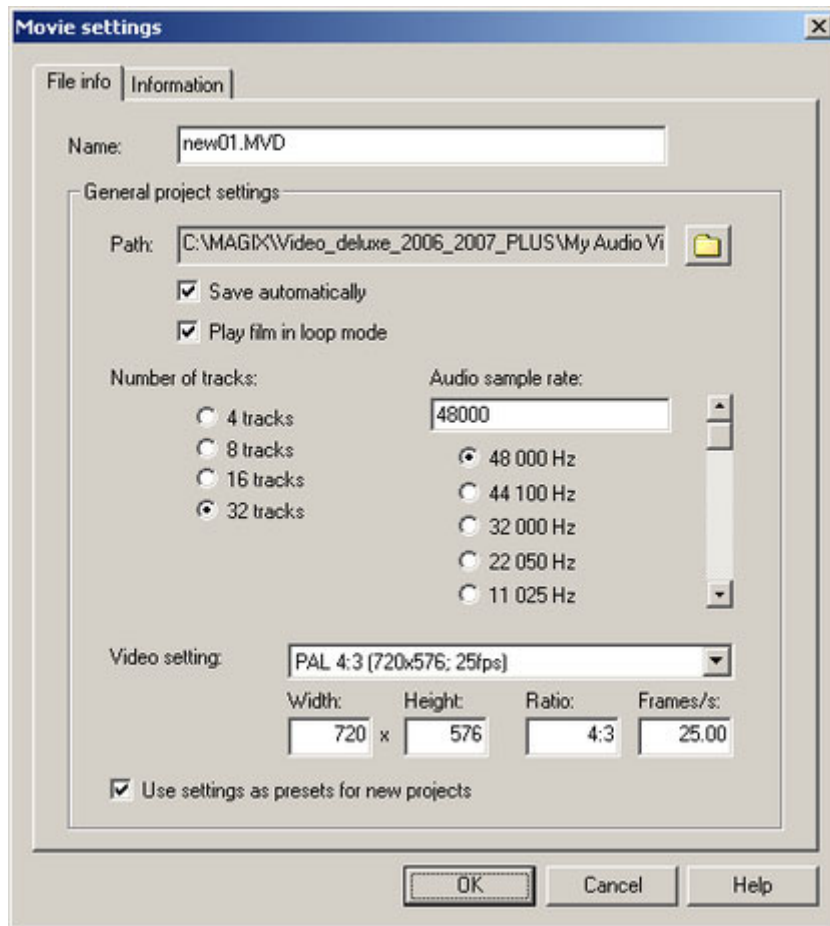 Movie settings
File info Information
Name: new01.MVD
General project settings
Path: C:\MAGIX\Video_deluxe_2006_2007_PLUS\My Audio Vi
Save automatically
Play film in loop mode
Number of tracks: Audio sample rate:
48000
4 tracks
8 tracks
16 tracks
32 tracks
48 000 Hz
44 100 Hz
32 000 Hz
22 050 Hz
11 025 Hz
Video setting: PAL 4:3 (720x576; 25fps)
Width: Height: Ratio: Frames/s:
720 x 576 4:3 25.00
Use settings as presets for new projects
OK Cancel Help